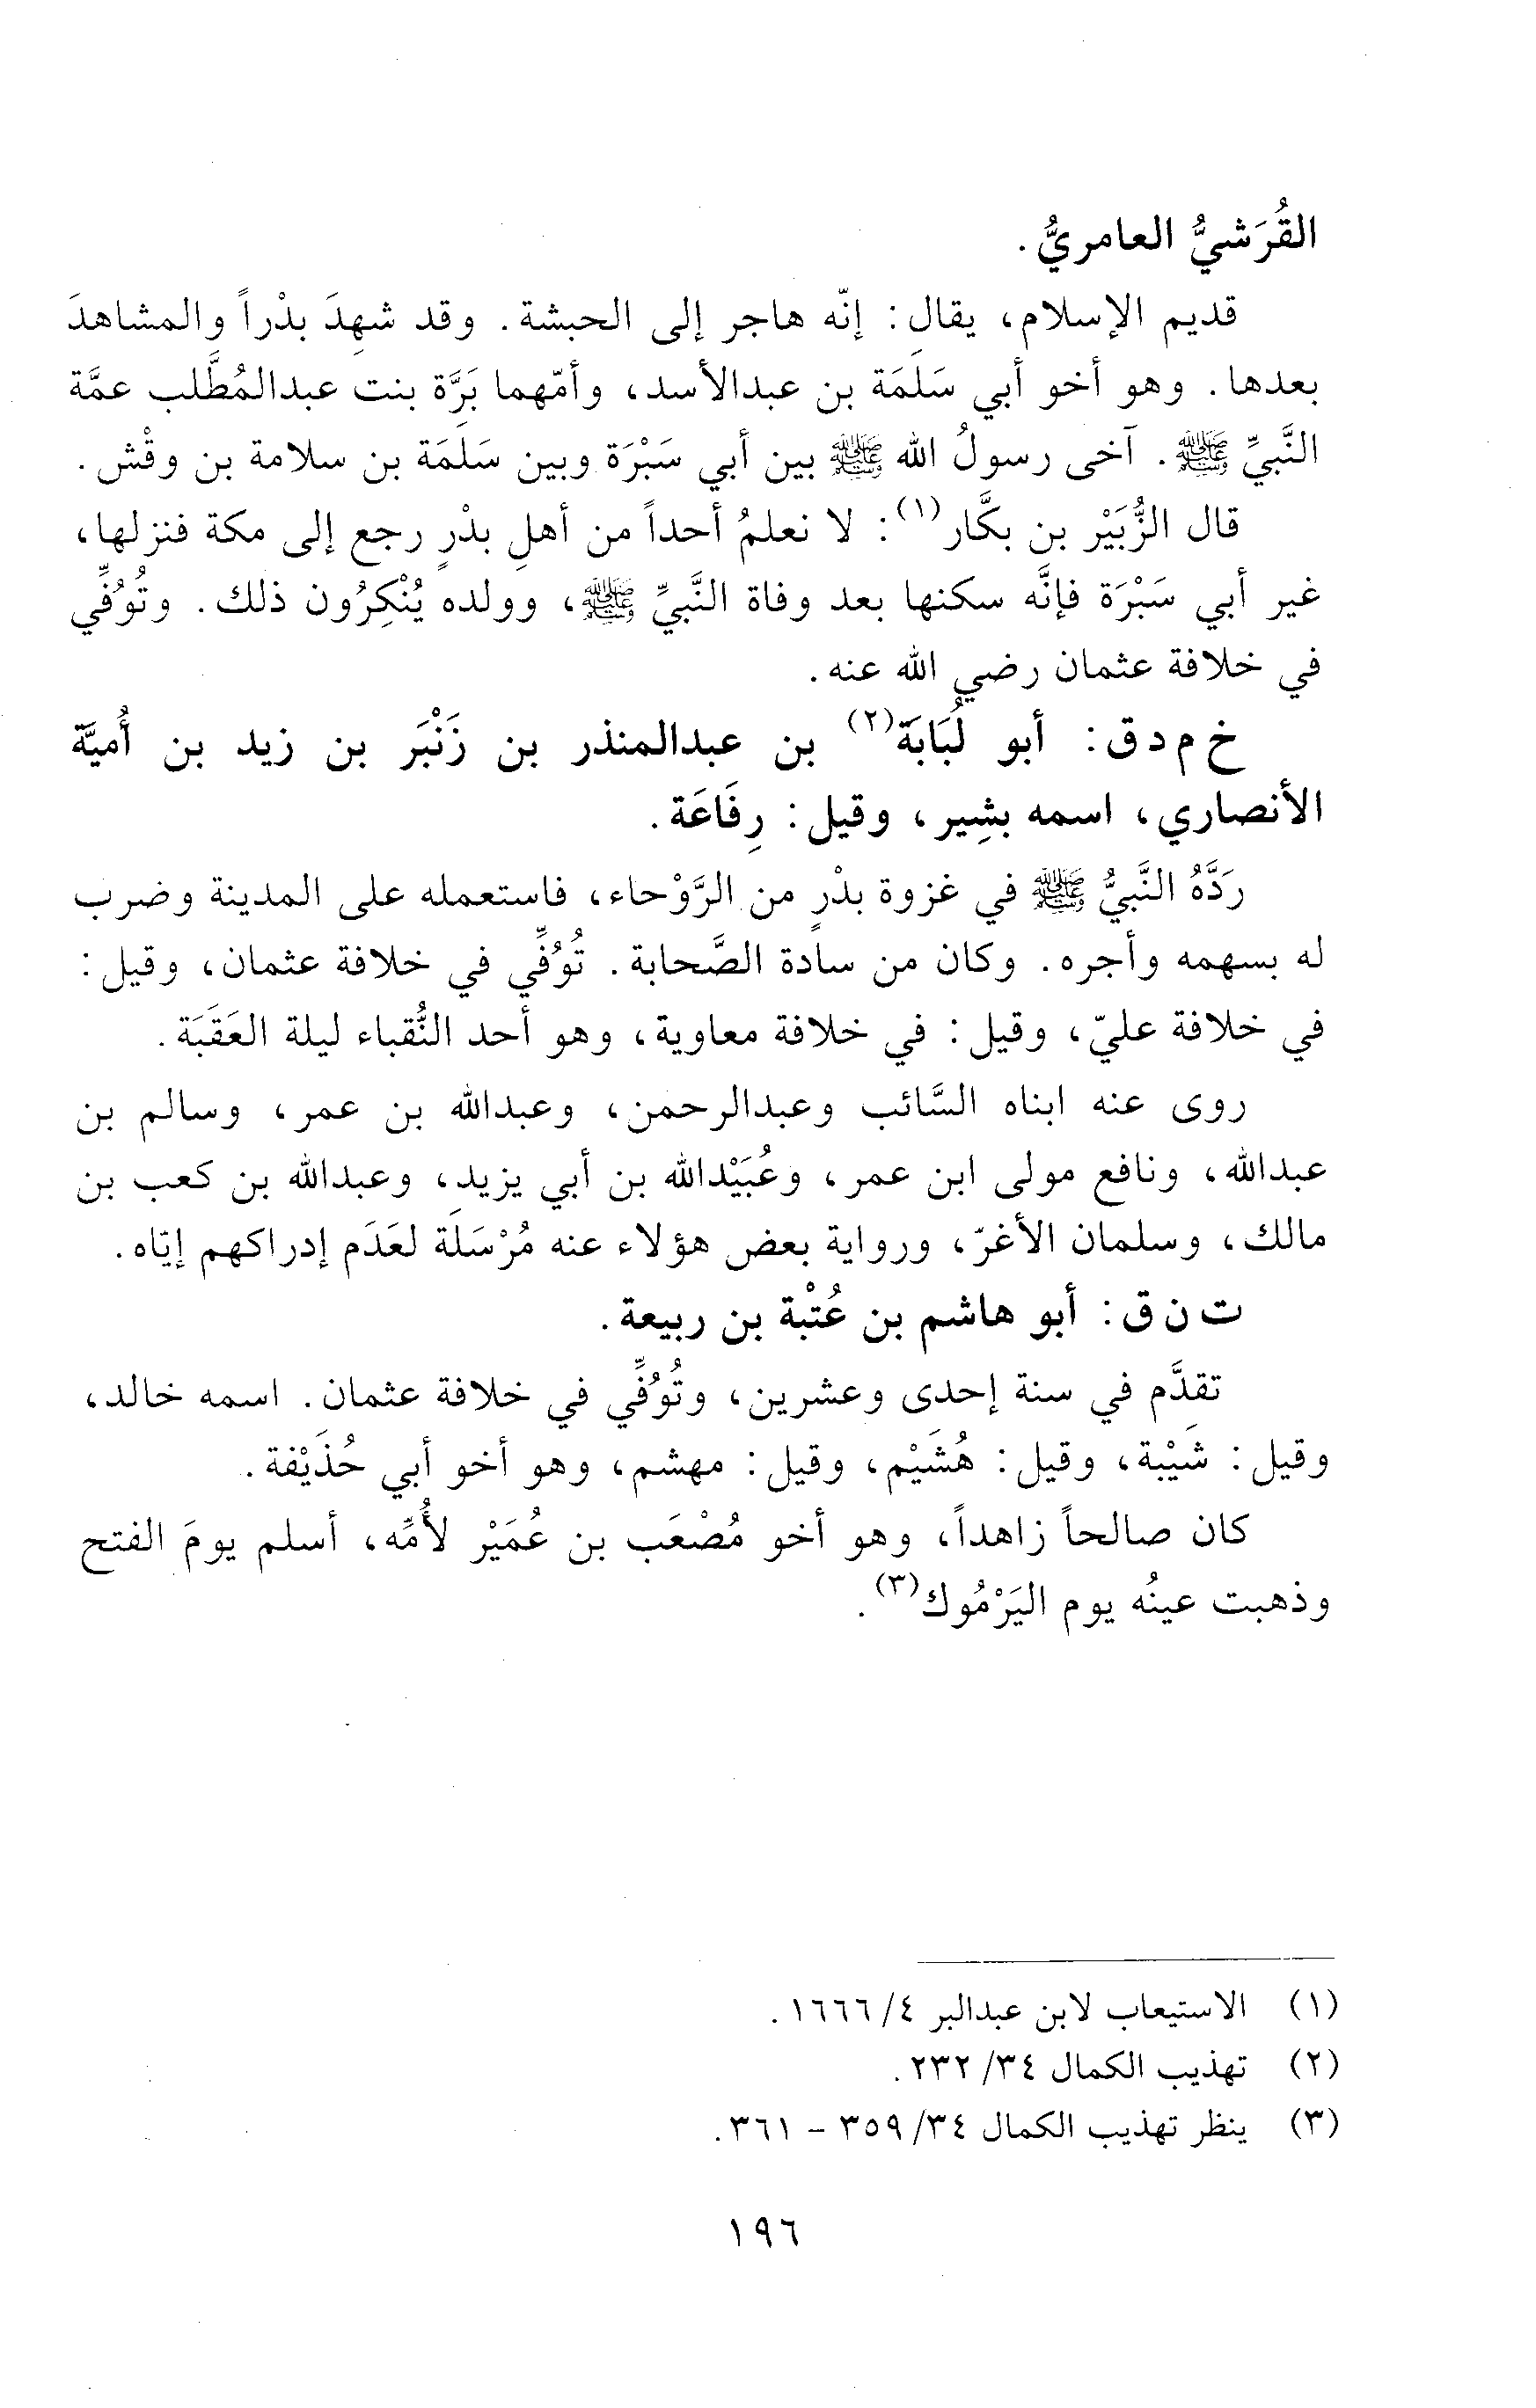 القُرَشيُّ العامريُّ.
قديم الإسلام، يقال: إنّه هاجر إلى الحبشة. وقد شهِدَ بدْراً والمشاهدَ
بعدها. وهو أخو أبي سَلَمَة بن عبدالأسد، وأمّهما بَرَّة بنت عبدالمُطَّلب عمَّة
النَّبيِّ ﷺ. آخى رسولُ الله ﷺ بين أبي سَبْرَة وبين سَلَمَة بن سلامة بن وقْش.
قال الزُّبَيْر بن بكَّار(١): لا نعلمُ أحداً من أهلِ بدْرٍ رجع إلى مكة فنزلها،
غير أبي سَبْرَة فإنَّه سكنها بعد وفاة النَّبيِّ ﷺ، وولده يُنْكِرُون ذلك. وتُوُفِّي
في خلافة عثمان رضي الله عنه.
خ م د ق: أبو لُبَابَة(٢) بن عبدالمنذر بن زَنْبَر بن زيد بن أُميَّة
الأنصاري، اسمه بشِير، وقيل: رِفَاعَة.
رَدَّهُ النَّبيُّ ﷺ في غزوة بدْرٍ من الرَّوْحاء، فاستعمله على المدينة وضرب
له بسهمه وأجره. وكان من سادة الصَّحابة. تُوُفِّي في خلافة عثمان، وقيل:
في خلافة عليّ، وقيل: في خلافة معاوية، وهو أحد النُّقباء ليلة العَقَبَة.
روى عنه ابناه السَّائب وعبدالرحمن، وعبدالله بن عمر، وسالم بن
عبدالله، ونافع مولى ابن عمر، وعُبَيْدالله بن أبي يزيد، وعبدالله بن كعب بن
مالك، وسلمان الأغرّ، ورواية بعض هؤلاء عنه مُرْسَلَة لعَدَم إدراكهم إيّاه.
ت ن ق: أبو هاشم بن عُتْبة بن ربيعة.
تقدَّم في سنة إحدى وعشرين، وتُوُفِّي في خلافة عثمان. اسمه خالد،
وقيل: شَيْبة، وقيل: هُشَيْم، وقيل: مهشم، وهو أخو أبي حُذَيْفة.
كان صالحاً زاهداً، وهو أخو مُصْعَب بن عُمَيْر لأُمِّه، أسلم يومَ الفتح
وذهبت عينُه يوم اليَرْمُوك(٣).
(١) الاستيعاب لابن عبدالبر ٤/ ١٦٦٦.
(٢) تهذيب الكمال ٣٤/ ٢٣٢.
(٣) ينظر تهذيب الكمال ٣٤/ ٣٥٩ - ٣٦١.
١٩٦